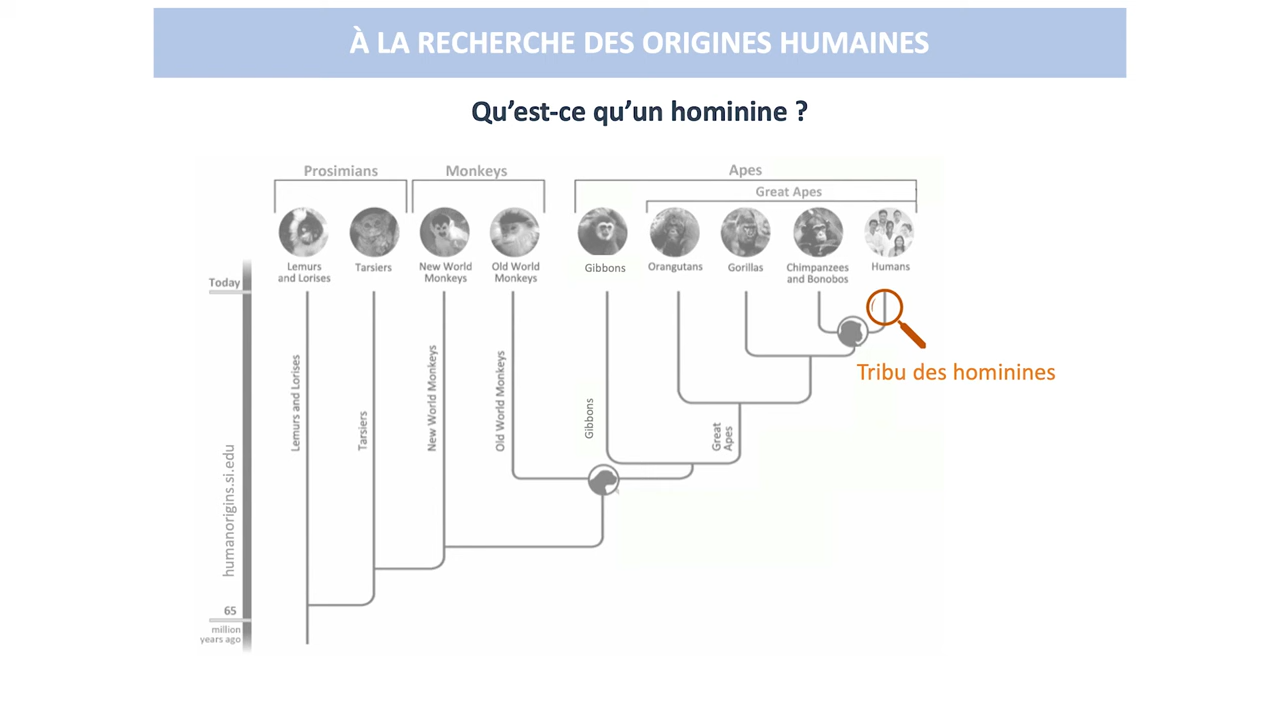 À LA RECHERCHE DES ORIGINES HUMAINES
Qu’est-ce qu’un hominine ?
Prosimians
Monkeys
Apes
Great Apes
Lemurs
and Lorises
Tarsiers
New World
Monkeys
Old World
Monkeys
Gibbons
Orangutans
Gorillas
Chimpanzees
and Bonobos
Humans
Today
Lemurs and Lorises
Tarsiers
New World Monkeys
Old World Monkeys
Gibbons
Great
Apes
Tribu des hominines
humanorigins.si.edu
65
million
years ago